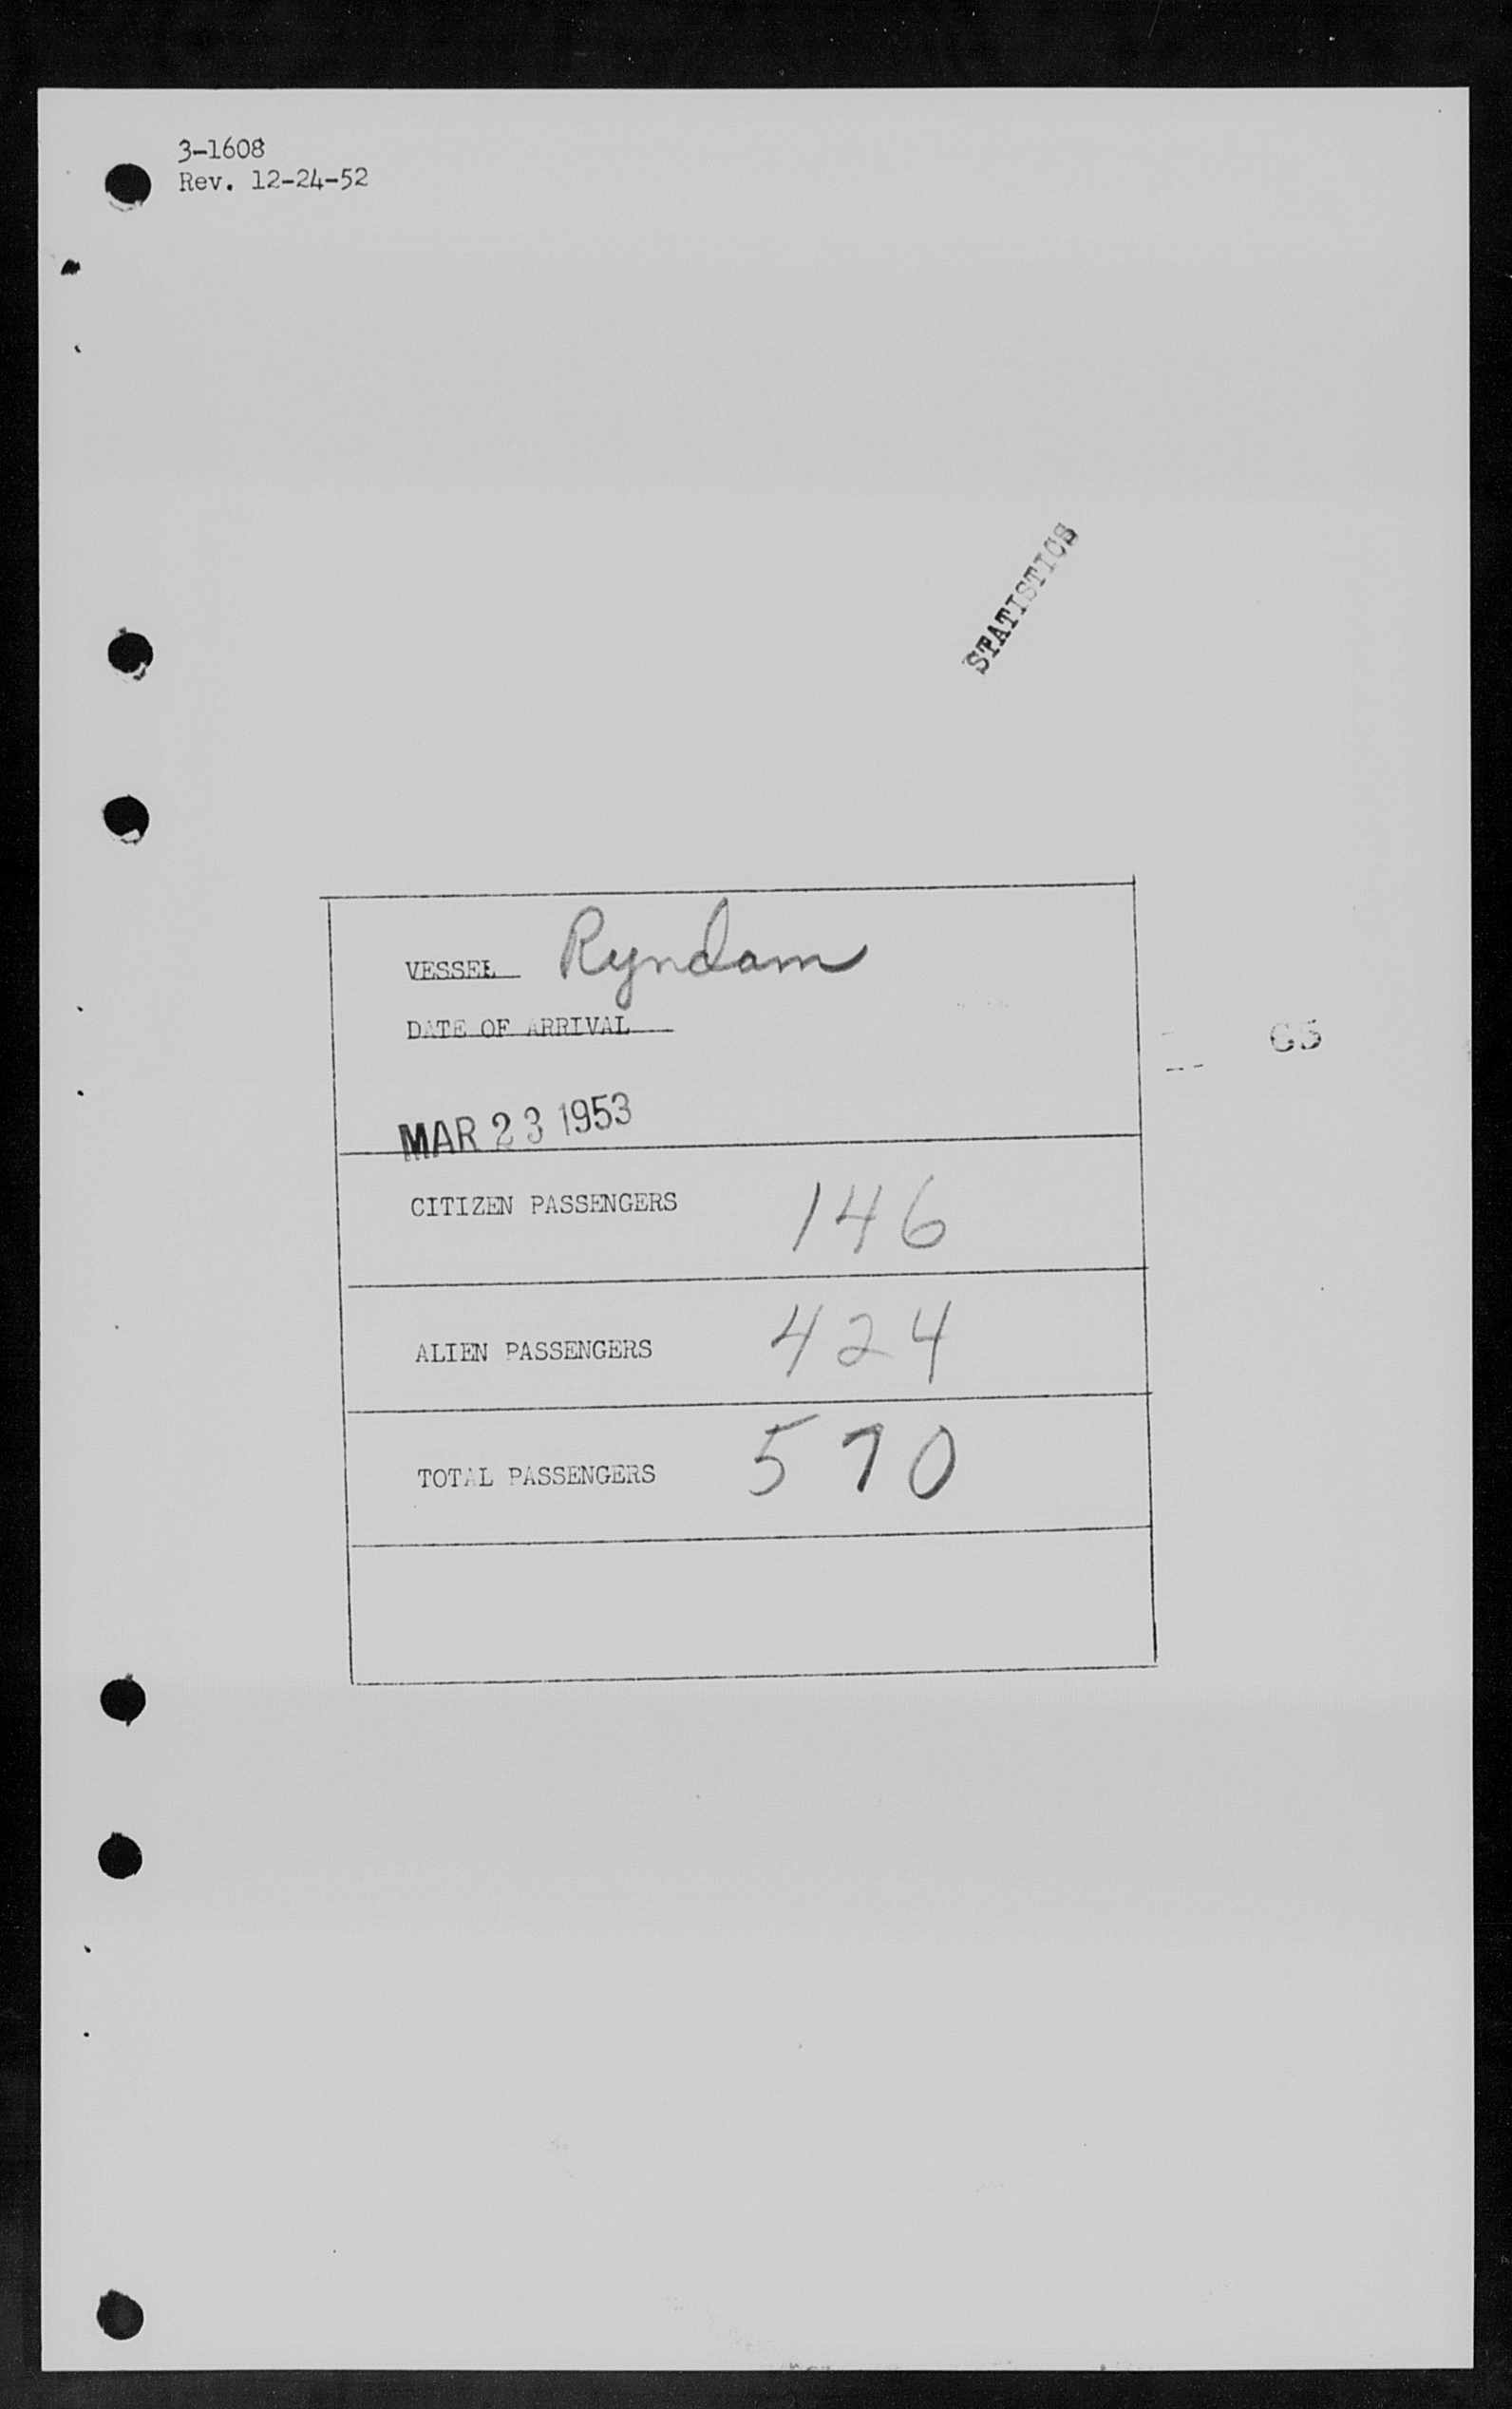 3-1608
Rev. 12-24-52
STATISTICS
VESSEL Ryndam
DATE OF ARRIVAL
MAR 23 1953
CITIZEN PASSENGERS 146
ALIEN PASSENGERS 424
TOTAL PASSENGERS 570